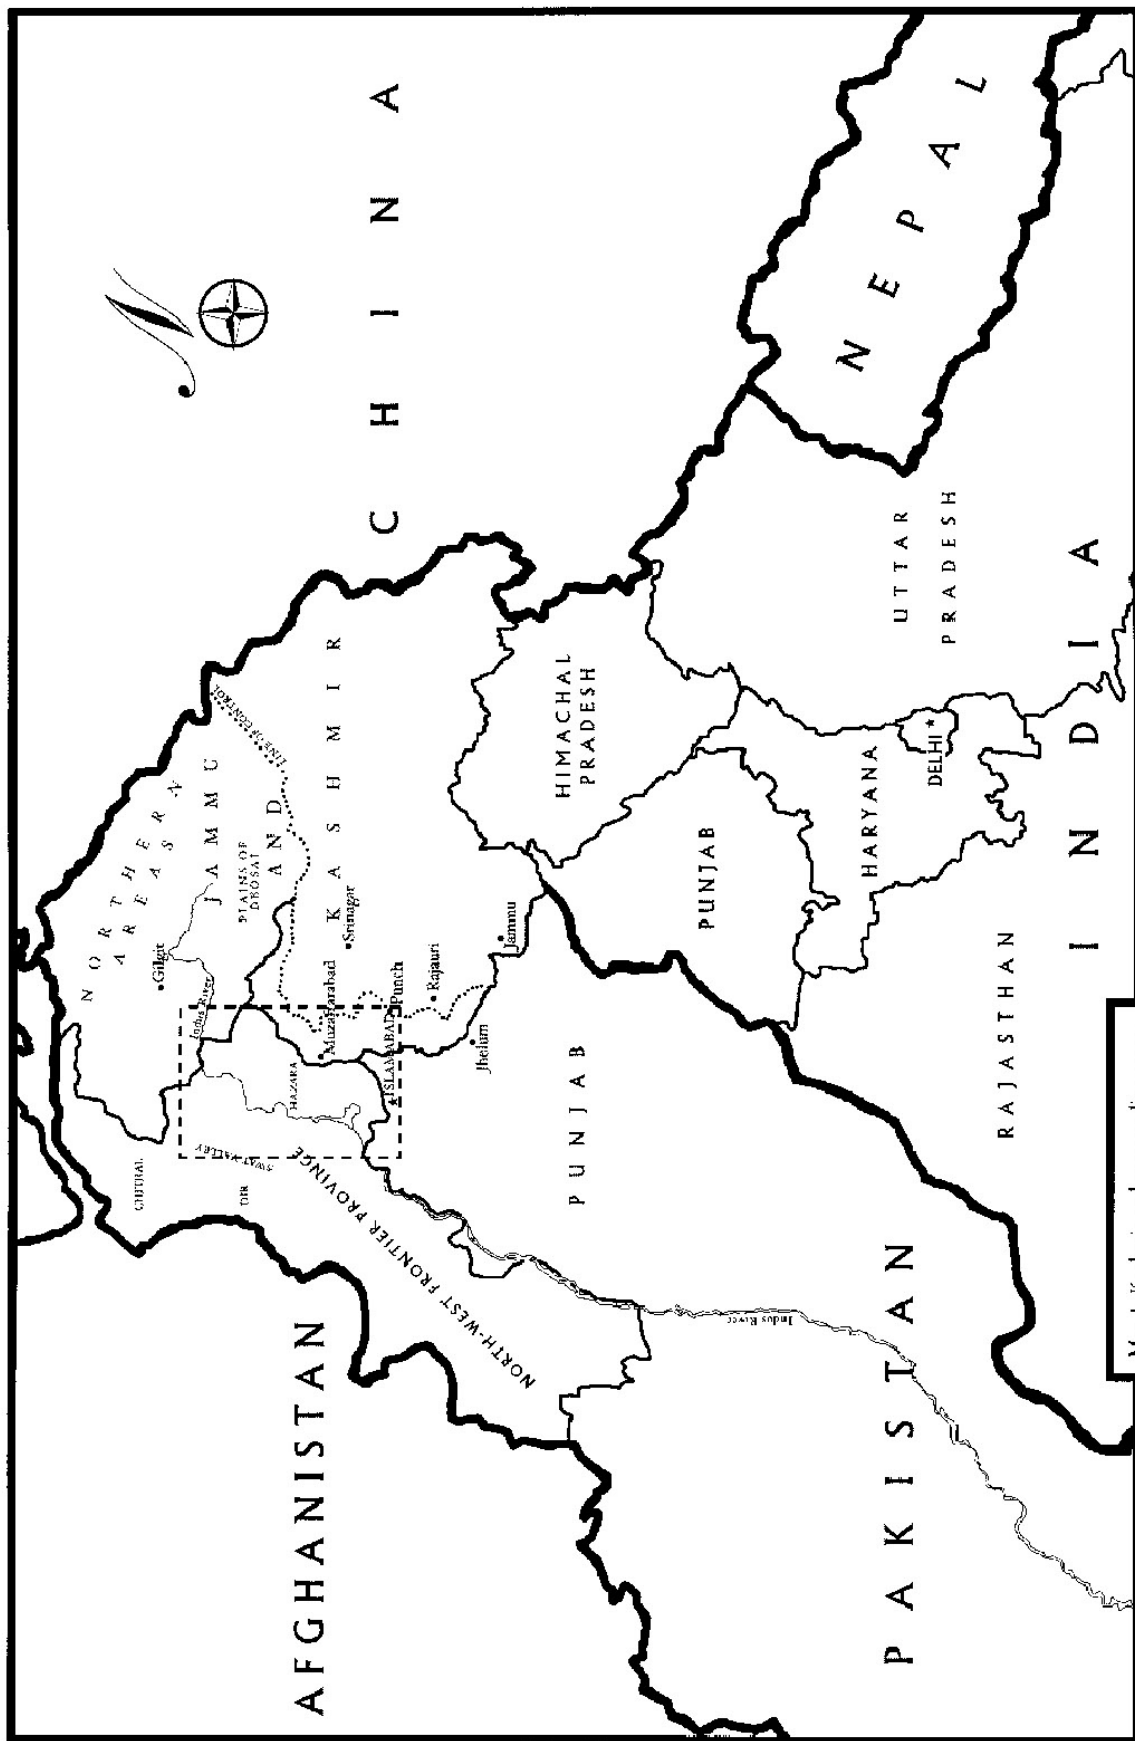 CHINA
N
AFGHANISTAN
NORTHERN
AREAS
Gilgit
JAMMU
PLAINS OF
DEOSAI
AND
LINE OF CONTROL
KASHMIR
Srinagar
Indus River
CHITRAL
DIR
SWAT VALLEY
HAZARA
Muzaffarabad
ISLAMABAD
Punch
Rajauri
Jhelum
Jammu
NORTH-WEST FRONTIER PROVINCE
HIMACHAL
PRADESH
PUNJAB
PUNJAB
HARYANA
DELHI
UTTAR
PRADESH
NEPAL
Indus River
PAKISTAN
RAJASTHAN
INDIA